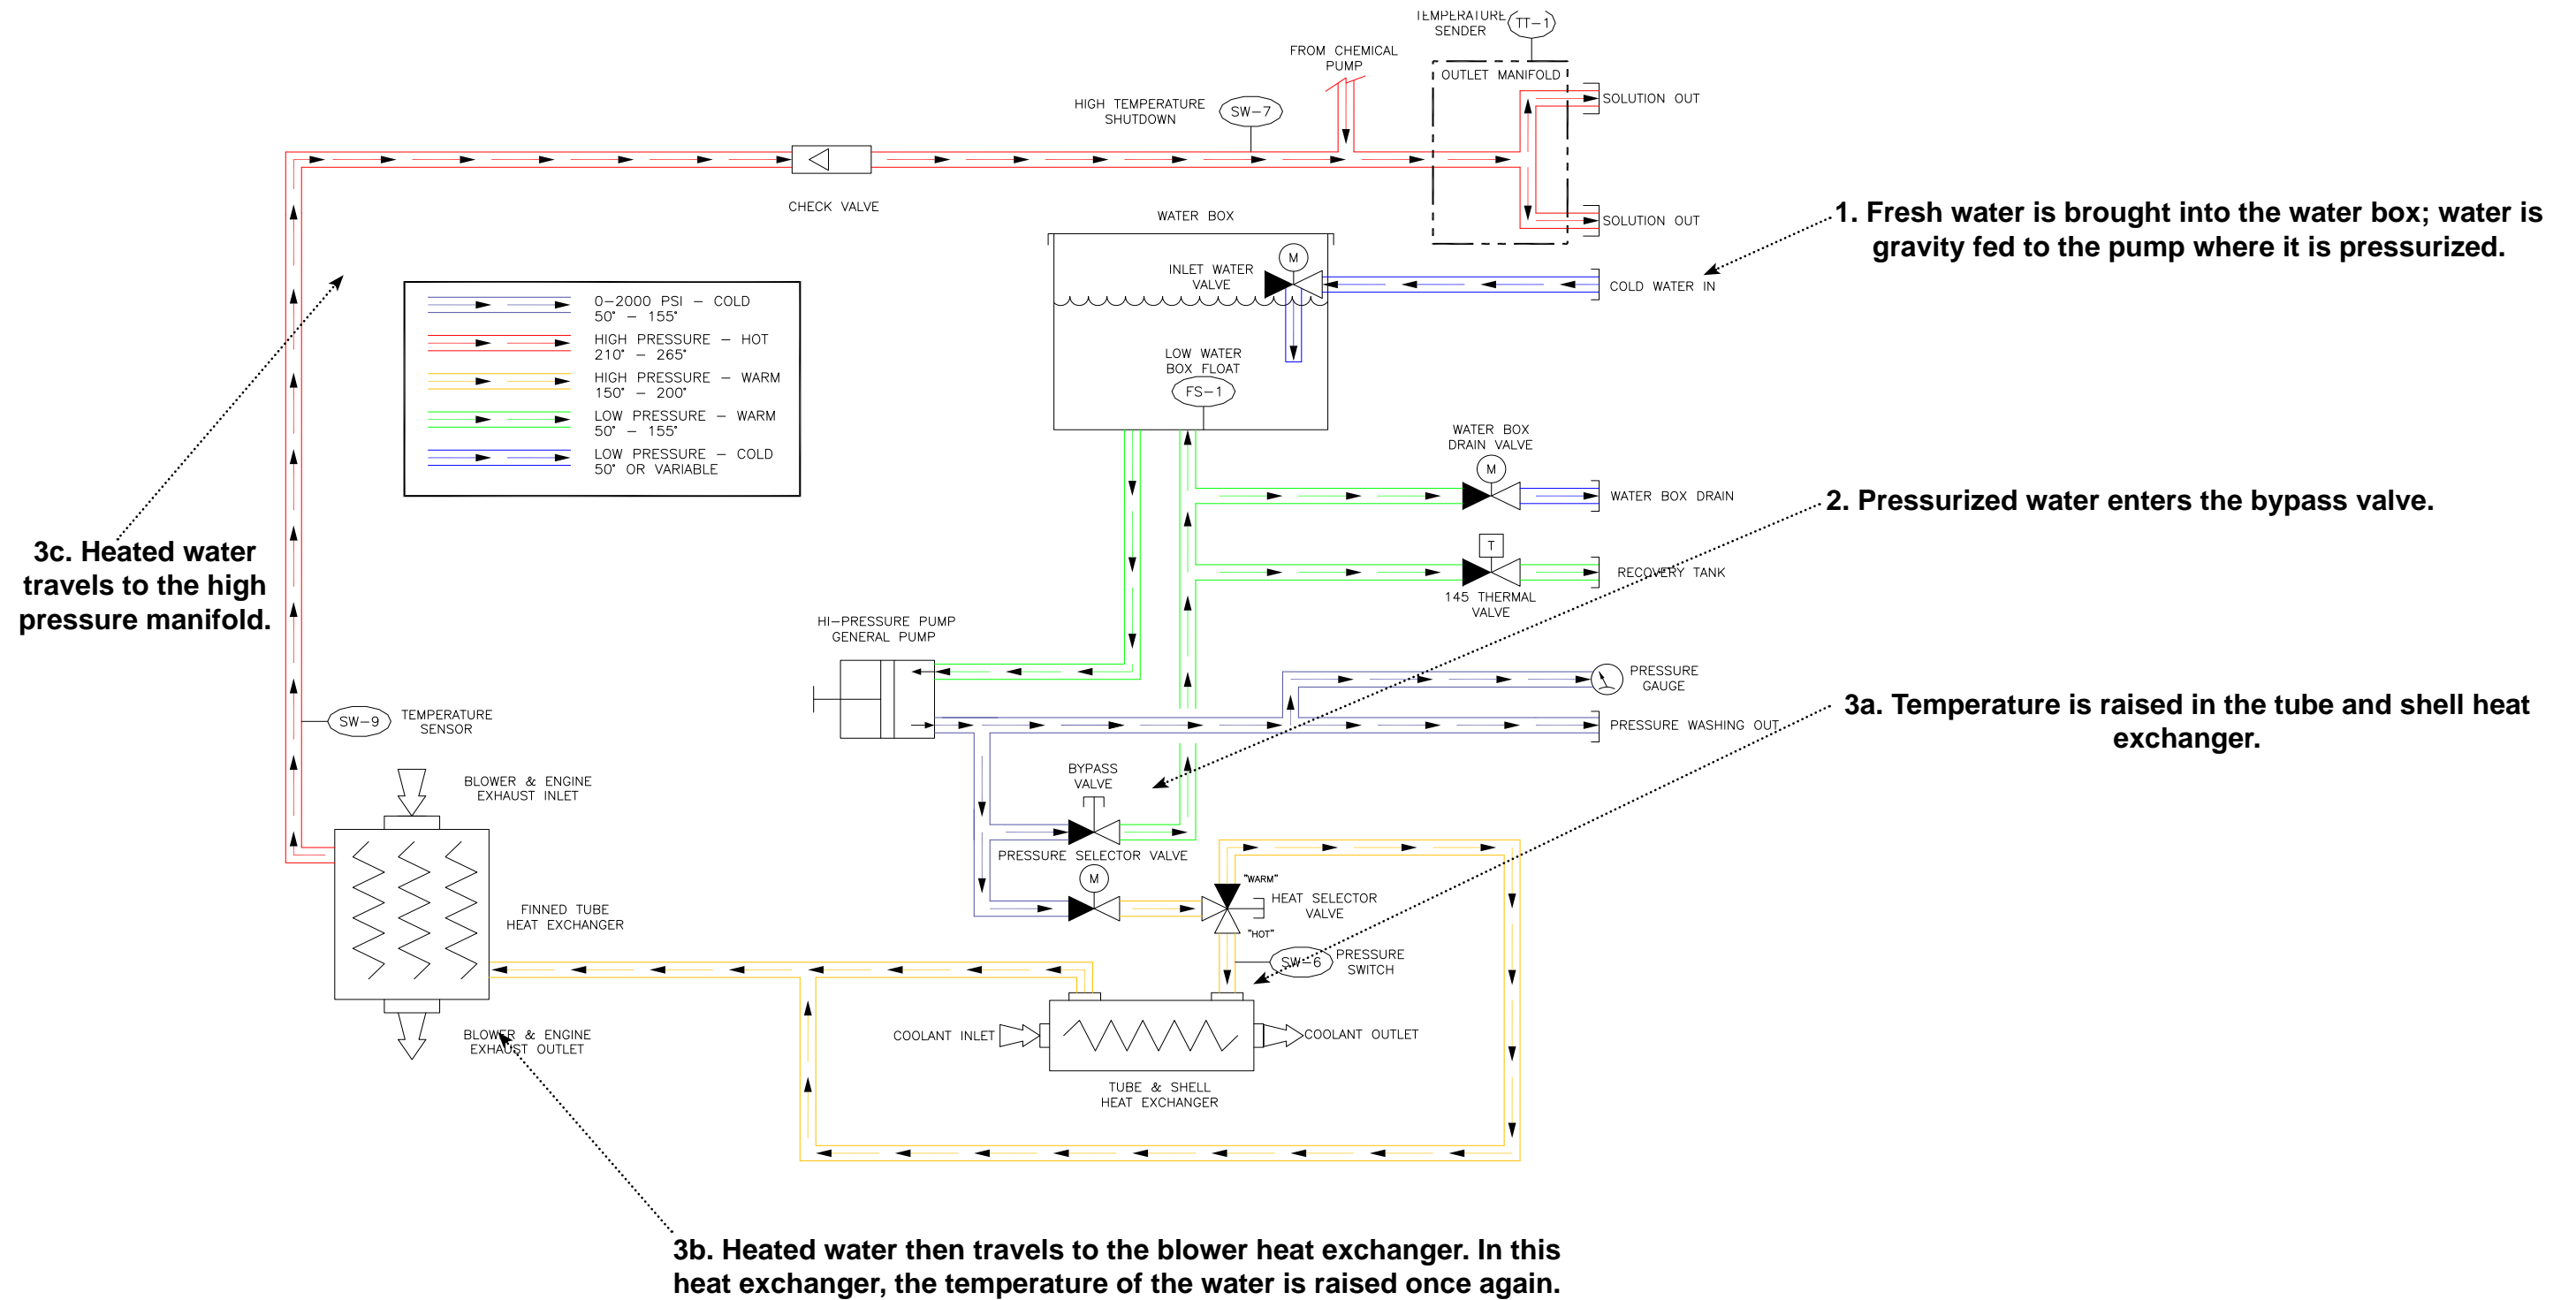 TEMPERATURE
SENDER
TT-1
FROM CHEMICAL
PUMP
OUTLET MANIFOLD
HIGH TEMPERATURE
SHUTDOWN
SW-7
SOLUTION OUT
CHECK VALVE
WATER BOX
SOLUTION OUT
1. Fresh water is brought into the water box; water is
gravity fed to the pump where it is pressurized.
M
INLET WATER
VALVE
COLD WATER IN
0-2000 PSI - COLD
50° - 155°
HIGH PRESSURE - HOT
210° - 265°
HIGH PRESSURE - WARM
150° - 200°
LOW PRESSURE - WARM
50° - 155°
LOW PRESSURE - COLD
50° OR VARIABLE
LOW WATER
BOX FLOAT
FS-1
WATER BOX
DRAIN VALVE
M
WATER BOX DRAIN
2. Pressurized water enters the bypass valve.
3c. Heated water
travels to the high
pressure manifold.
T
RECOVERY TANK
145 THERMAL
VALVE
HI-PRESSURE PUMP
GENERAL PUMP
PRESSURE
GAUGE
SW-9
TEMPERATURE
SENSOR
PRESSURE WASHING OUT
3a. Temperature is raised in the tube and shell heat
exchanger.
BLOWER & ENGINE
EXHAUST INLET
BYPASS
VALVE
PRESSURE SELECTOR VALVE
M
"WARM"
HEAT SELECTOR
VALVE
"HOT"
FINNED TUBE
HEAT EXCHANGER
SW-6
PRESSURE
SWITCH
BLOWER & ENGINE
EXHAUST OUTLET
COOLANT INLET
COOLANT OUTLET
TUBE & SHELL
HEAT EXCHANGER
3b. Heated water then travels to the blower heat exchanger. In this
heat exchanger, the temperature of the water is raised once again.